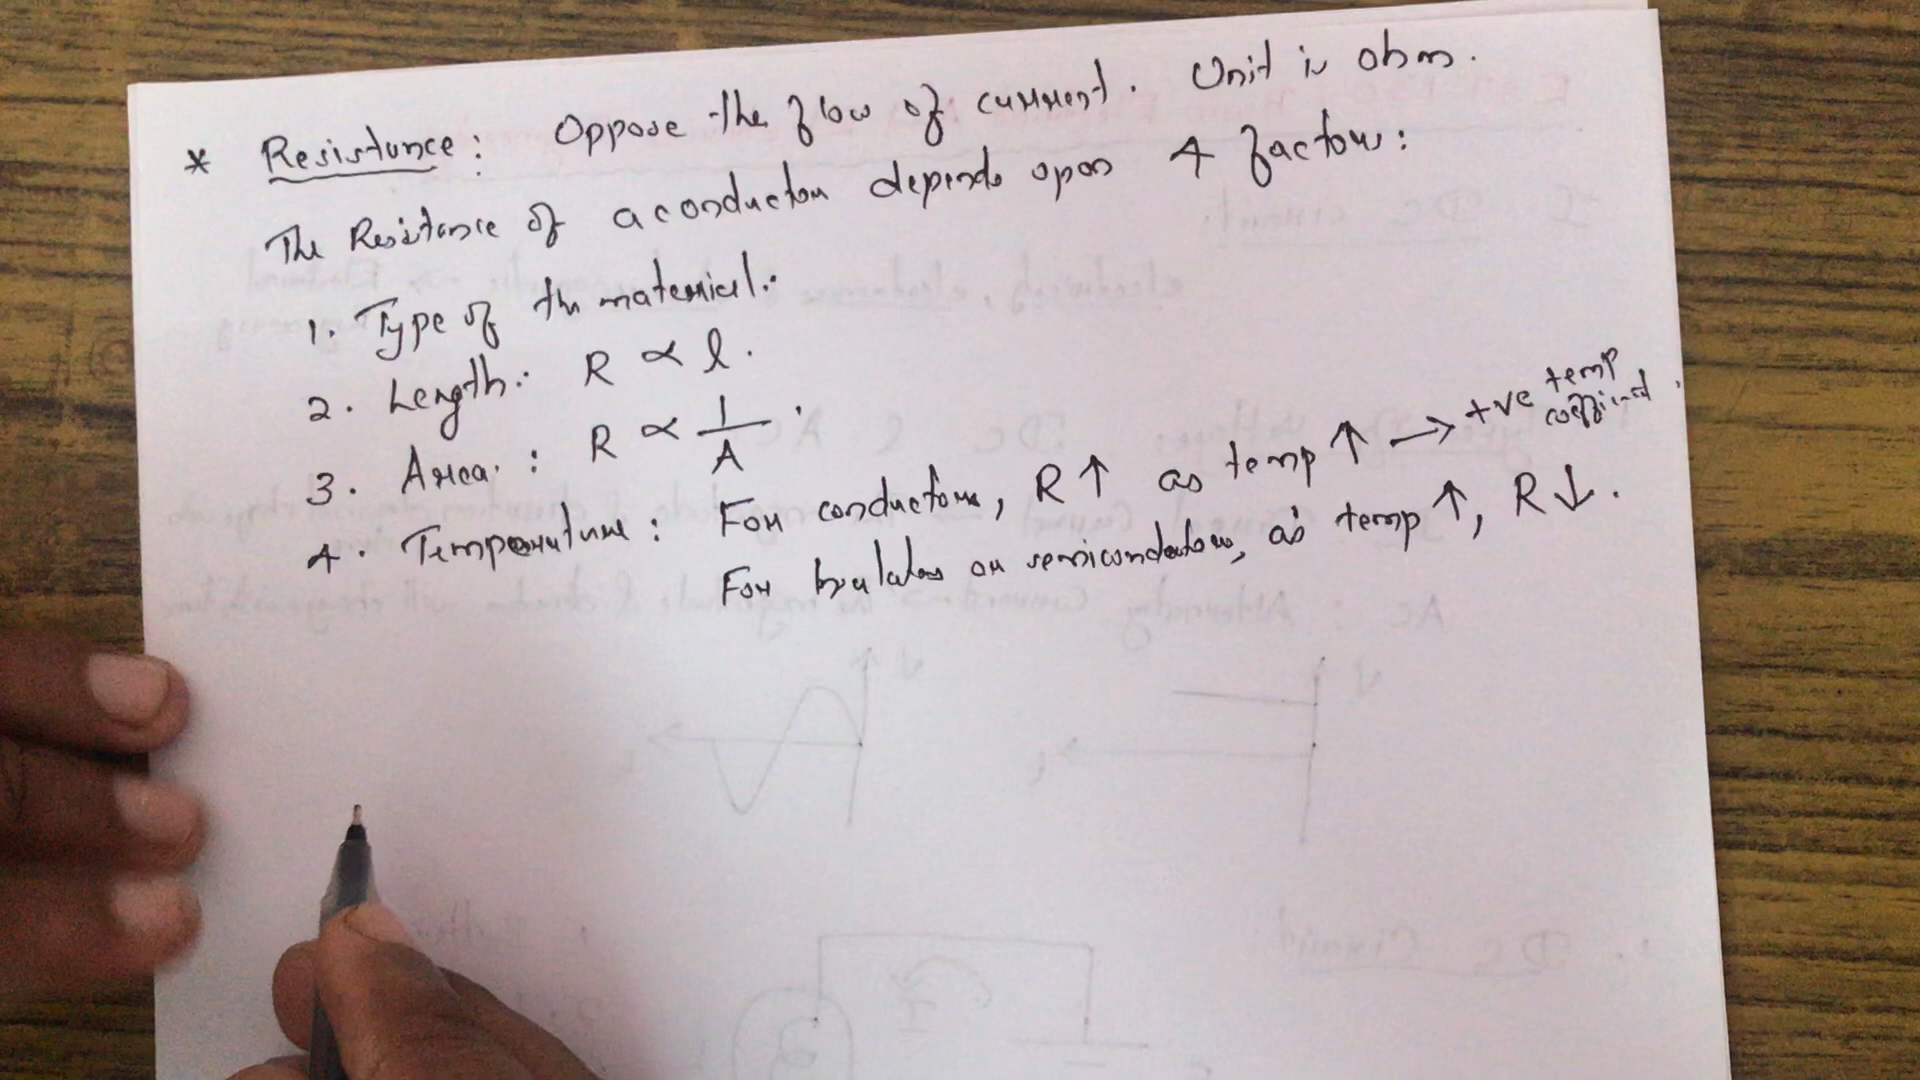 * Resistance: Oppose the flow of current. Unit is ohm.
The Resistance of a conductor depends upon 4 factors:
1. Type of the material:
2. Length: R ∝ l.
3. Area: R ∝ 1/A.
4. Temperature: For conductors, R↑ as temp ↑ → +ve temp coefficient.
For Insulators or semiconductors, as temp ↑, R↓.